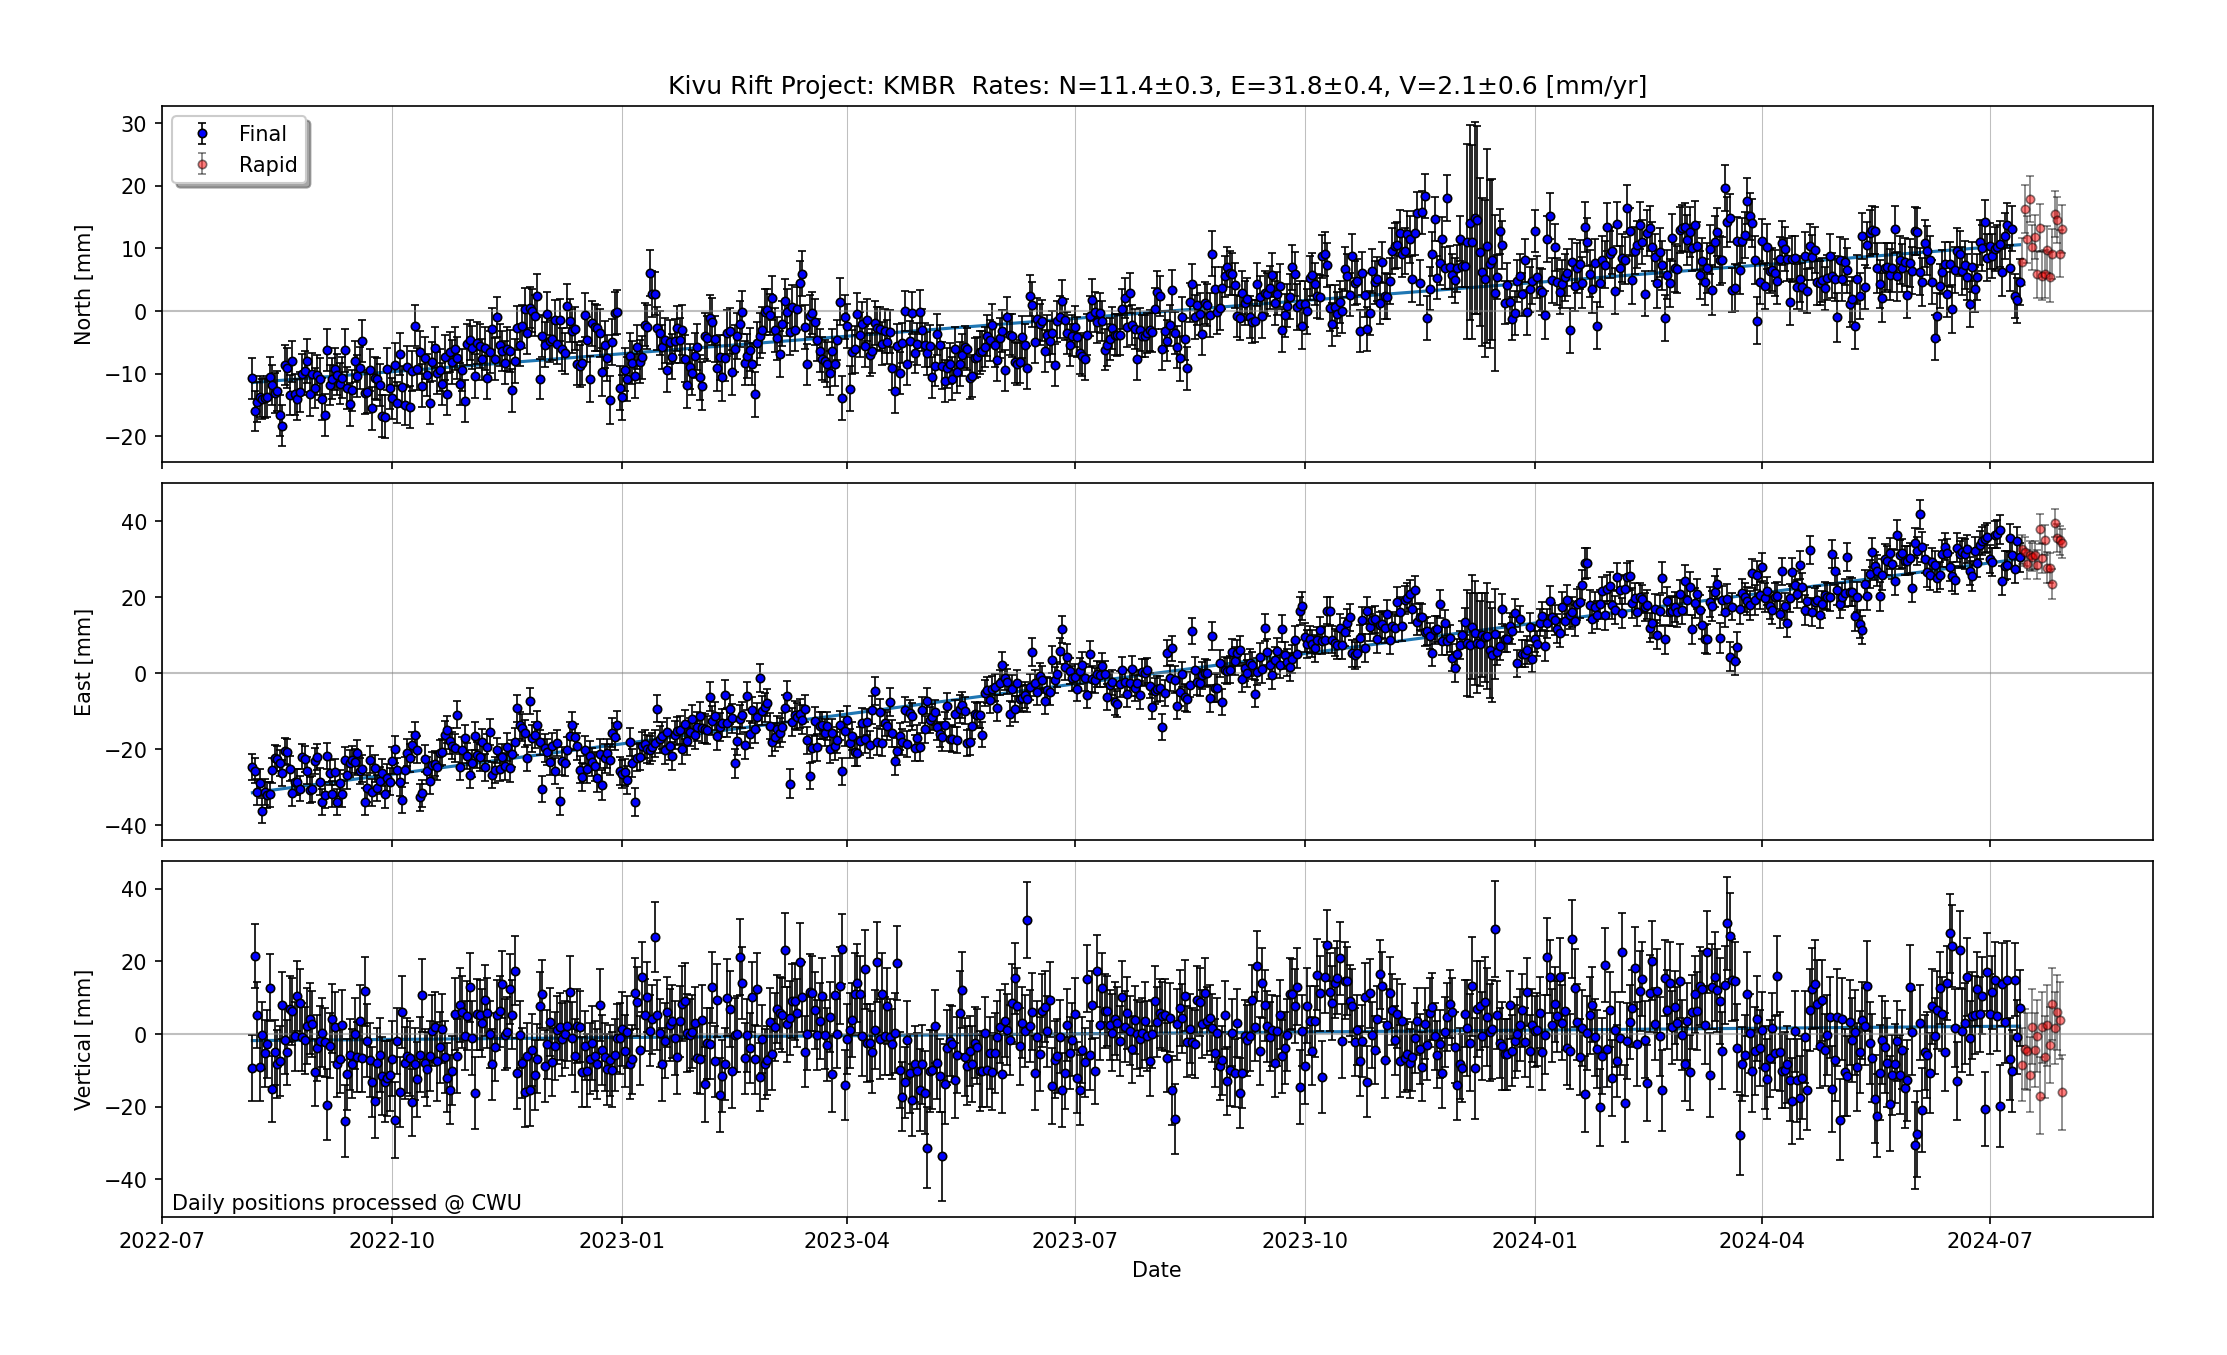 Kivu Rift Project: KMBR  Rates: N=11.4±0.3, E=31.8±0.4, V=2.1±0.6 [mm/yr]
North [mm]
30
20
10
0
−10
−20
Final
Rapid
East [mm]
40
20
0
−20
−40
Vertical [mm]
40
20
0
−20
−40
Daily positions processed @ CWU
2022-07 2022-10 2023-01 2023-04 2023-07 2023-10 2024-01 2024-04 2024-07
Date